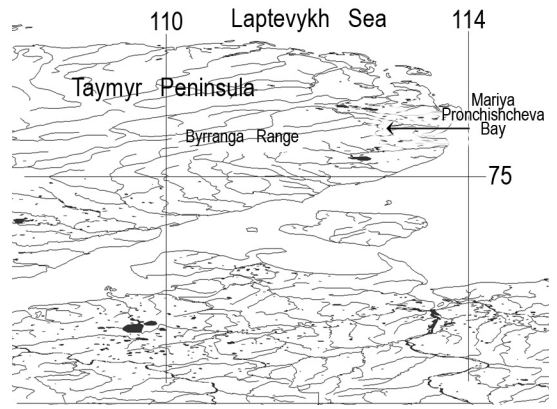 110
Laptevykh Sea
114
Taymyr Peninsula
Mariya
Pronchishcheva
Bay
Byrranga Range
75